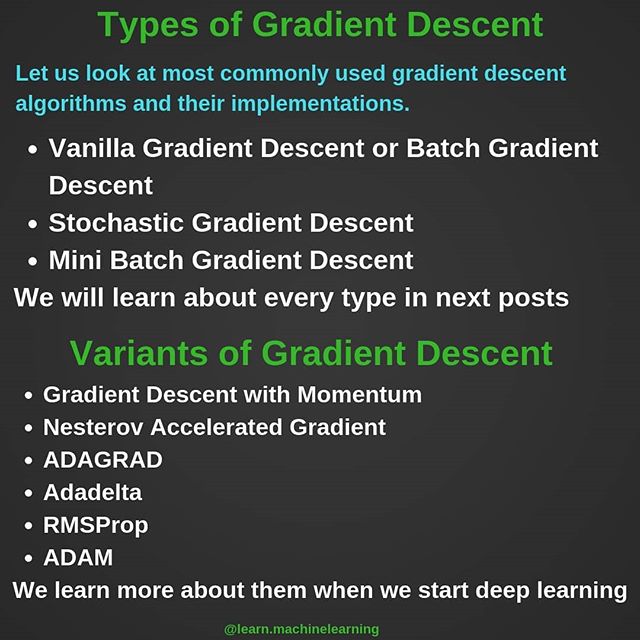 Types of Gradient Descent
Let us look at most commonly used gradient descent
algorithms and their implementations.
• Vanilla Gradient Descent or Batch Gradient
Descent
• Stochastic Gradient Descent
• Mini Batch Gradient Descent
We will learn about every type in next posts
Variants of Gradient Descent
• Gradient Descent with Momentum
• Nesterov Accelerated Gradient
• ADAGRAD
• Adadelta
• RMSProp
• ADAM
We learn more about them when we start deep learning
@learn.machinelearning